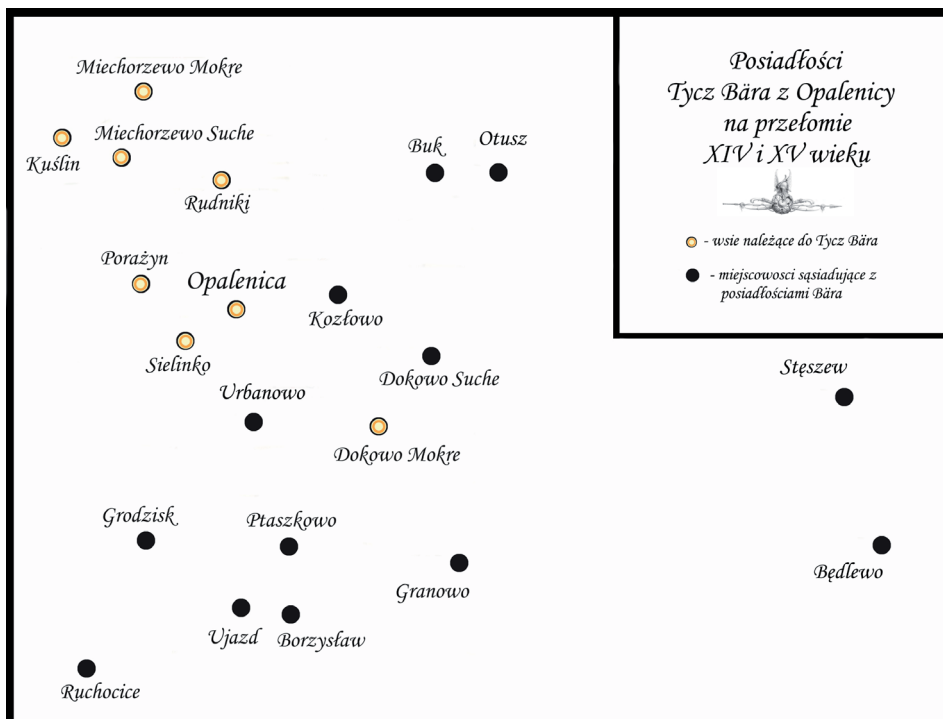 Posiadłości
Tycz Bära z Opalenicy
na przełomie
XIV i XV wieku
- wsie należące do Tycz Bära
- miejscowosci sąsiadujące z
posiadłościami Bära
Miechorzewo Mokre
Miechorzewo Suche
Kuślin
Rudniki
Buk
Otusz
Porażyn
Opalenica
Kozłowo
Sielinko
Dokowo Suche
Stęszew
Urbanowo
Dokowo Mokre
Grodzisk
Ptaszkowo
Granowo
Będlewo
Ujazd
Borzysław
Ruchocice